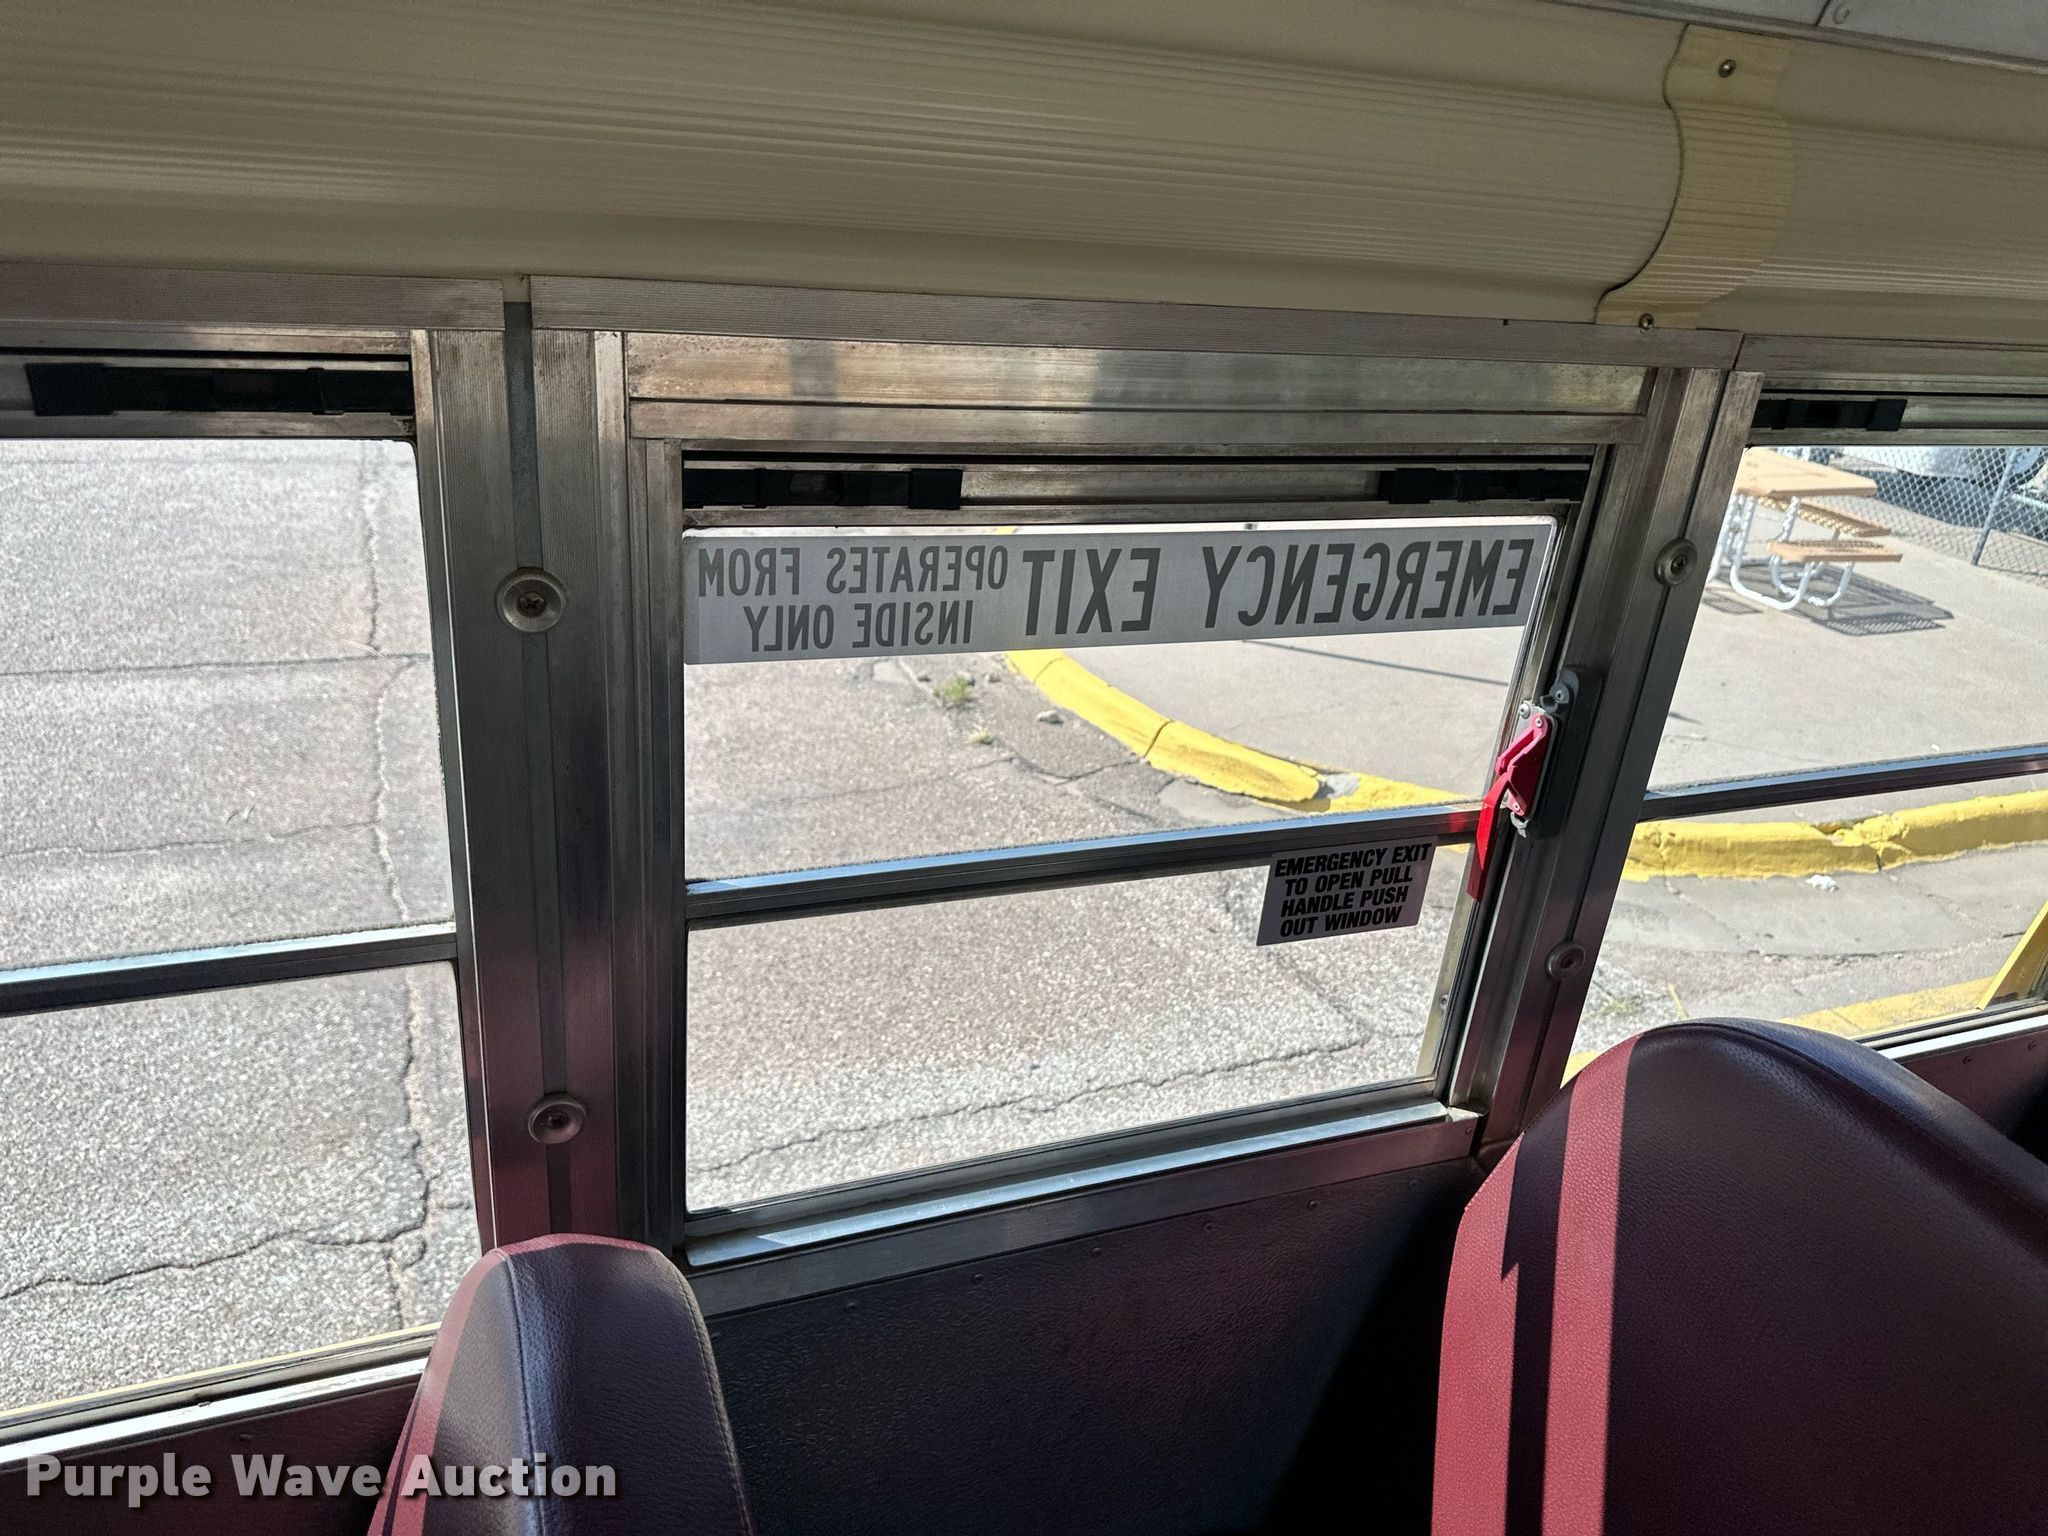 EMERGENCY EXIT OPERATES FROM
INSIDE ONLY
EMERGENCY EXIT
TO OPEN PULL
HANDLE PUSH
OUT WINDOW
Purple Wave Auction